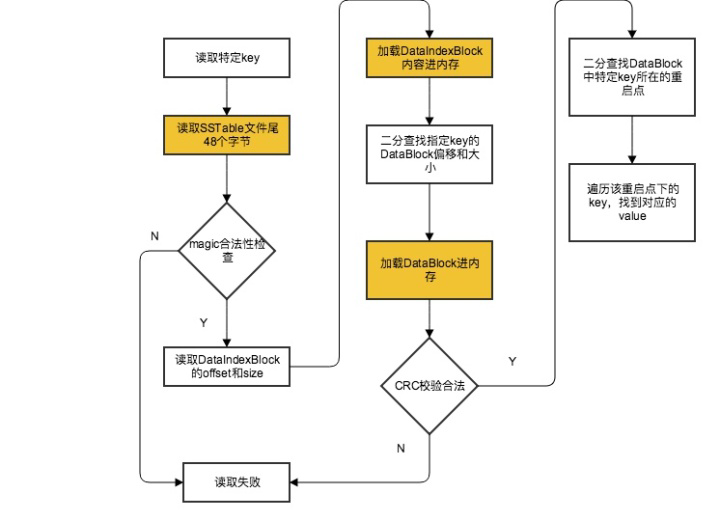 读取特定key
读取SSTable文件尾
48个字节
magic合法性检
查
N
Y
读取DataIndexBlock
的offset和size
加载DataIndexBlock
内容进内存
二分查找指定key的
DataBlock偏移和大
小
加载DataBlock进内
存
CRC校验合法
Y
N
读取失败
二分查找DataBlock
中特定key所在的重
启点
遍历该重启点下的
key，找到对应的
value